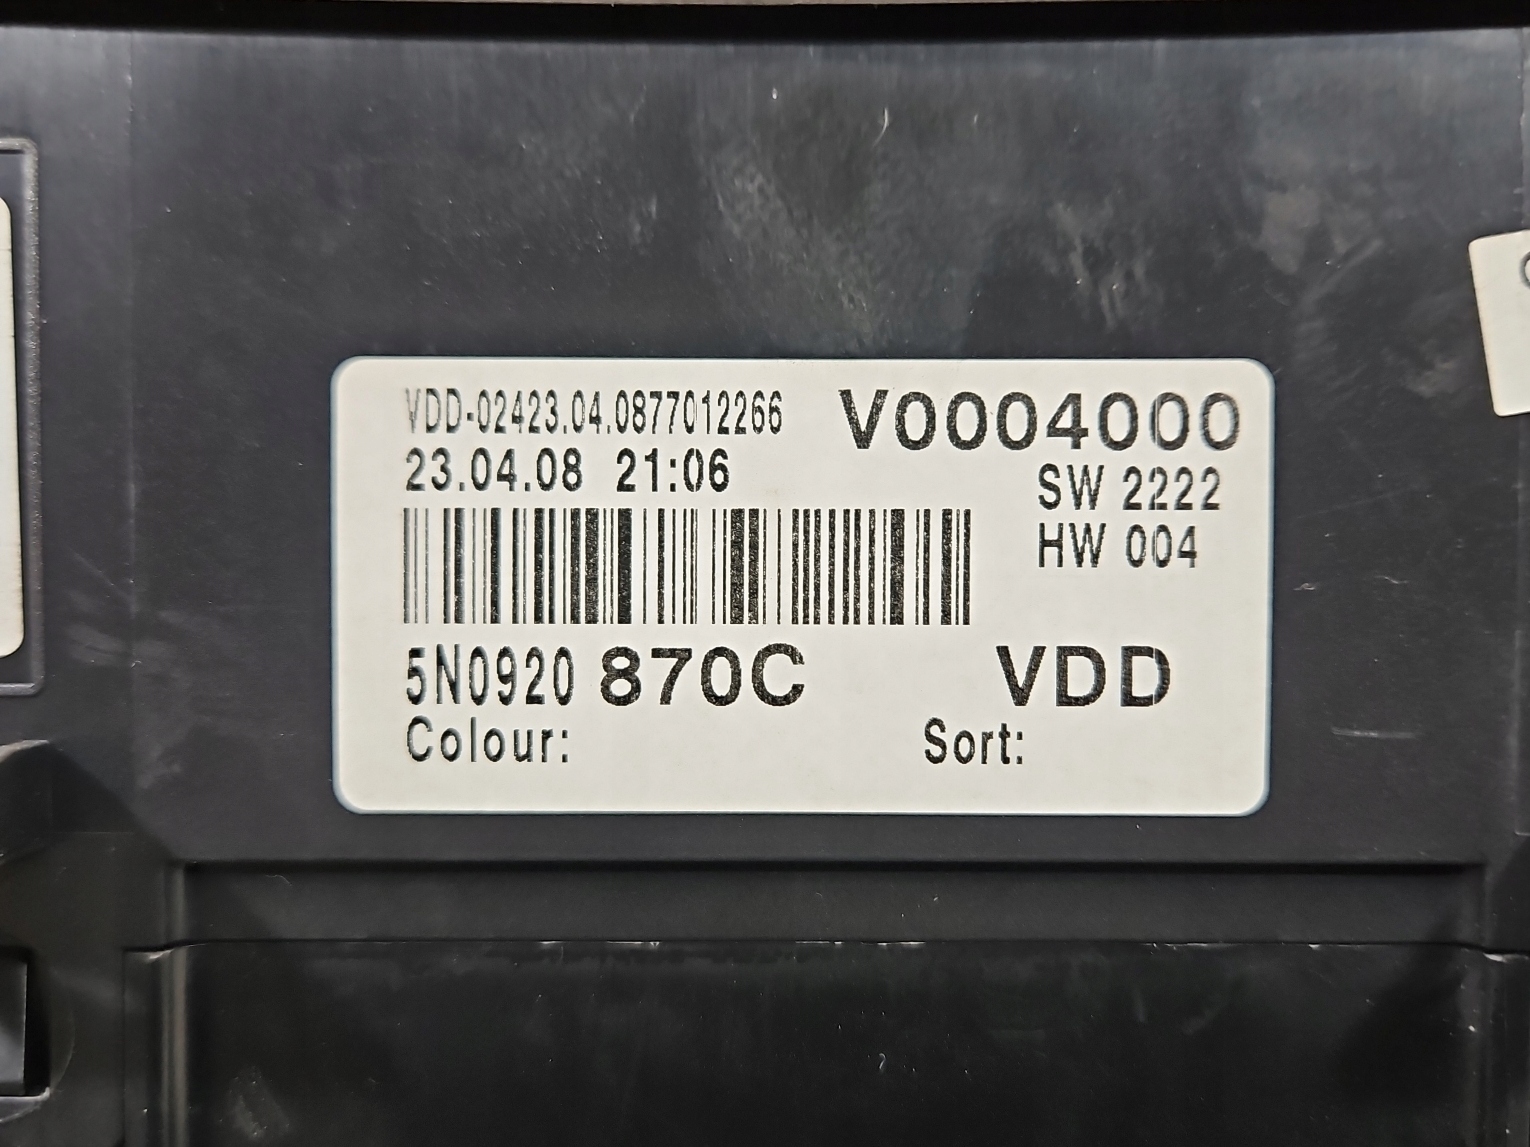 VDD-02423.04.0877012266 V0004000
23.04.08 21:06
SW 2222
HW 004
5N0920 870C VDD
Colour: Sort: